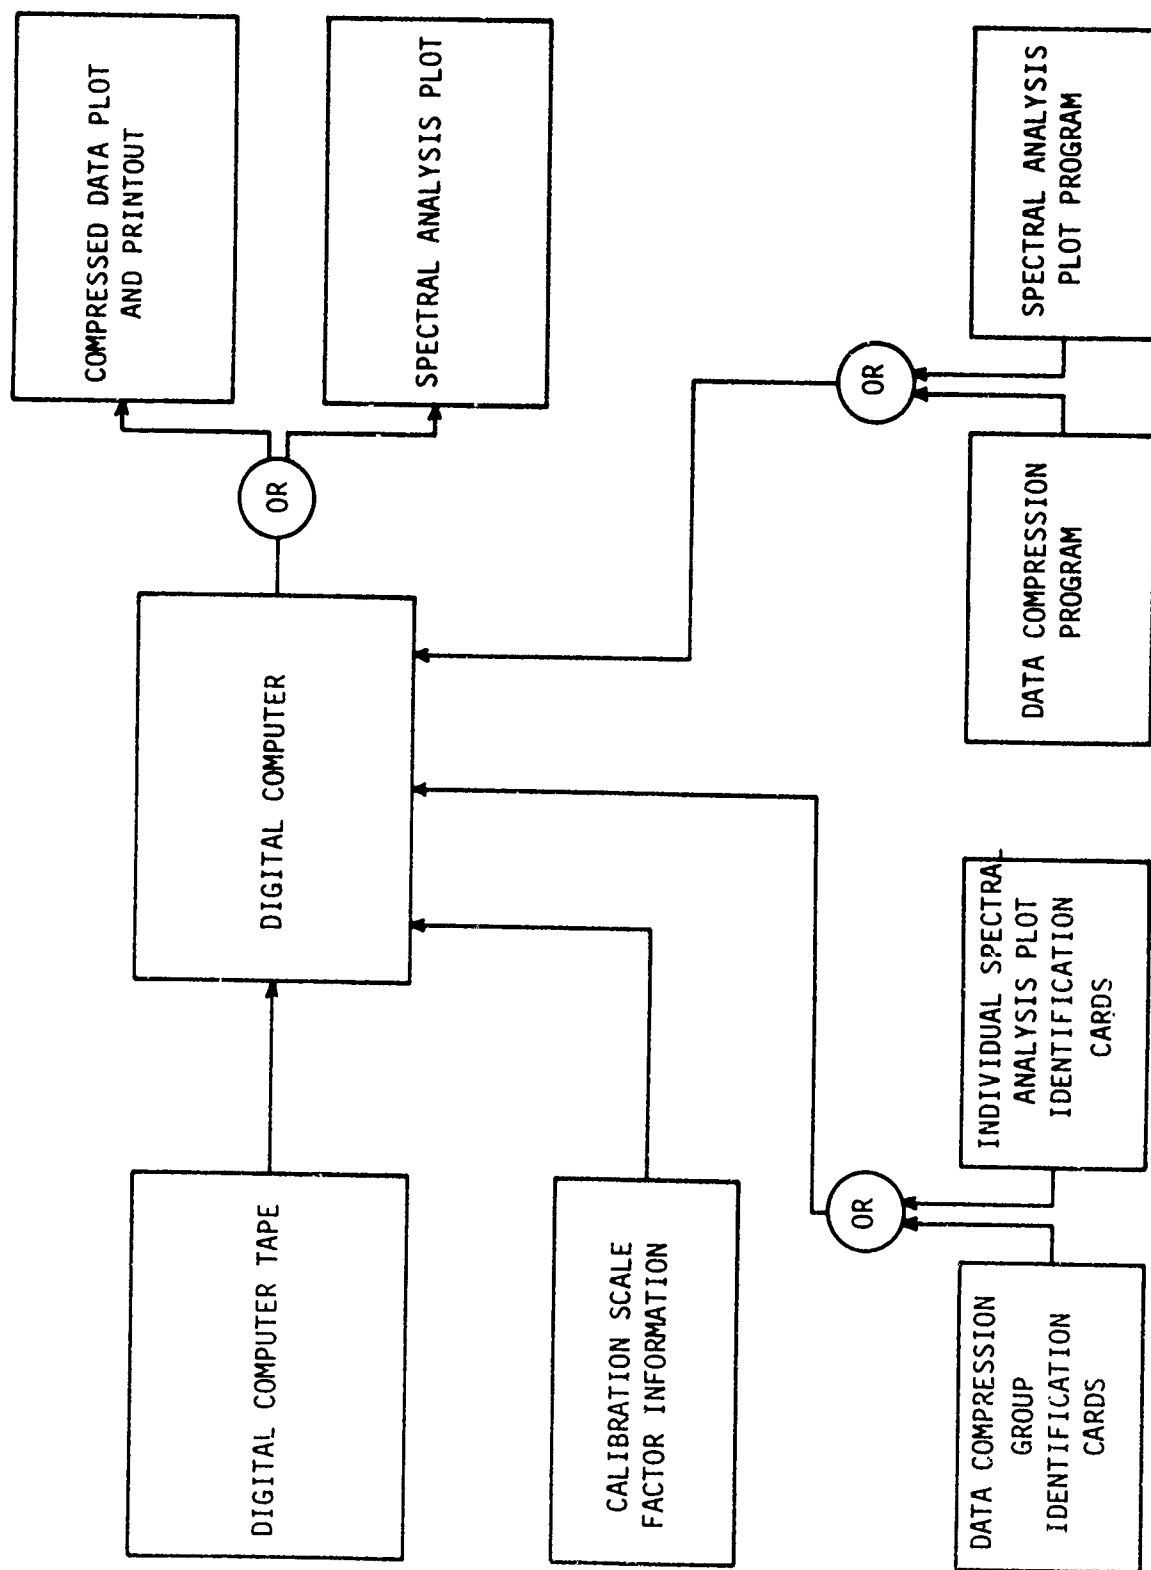 DIGITAL COMPUTER TAPE
DIGITAL COMPUTER
OR
COMPRESSED DATA PLOT
AND PRINTOUT
SPECTRAL ANALYSIS PLOT
CALIBRATION SCALE
FACTOR INFORMATION
OR
OR
DATA COMPRESSION
GROUP
IDENTIFICATION
CARDS
INDIVIDUAL SPECTRAL
ANALYSIS PLOT
IDENTIFICATION
CARDS
DATA COMPRESSION
PROGRAM
SPECTRAL ANALYSIS
PLOT PROGRAM